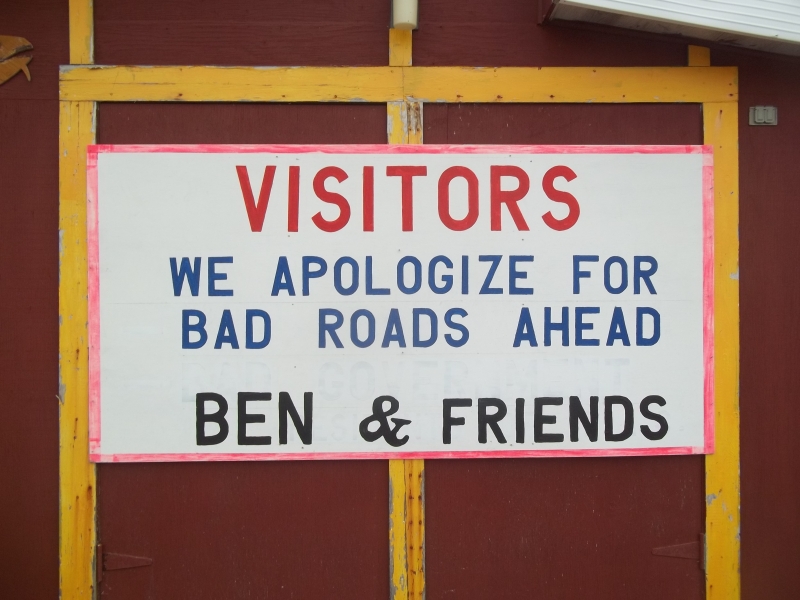 VISITORS
WE APOLOGIZE FOR
BAD ROADS AHEAD
BEN & FRIENDS